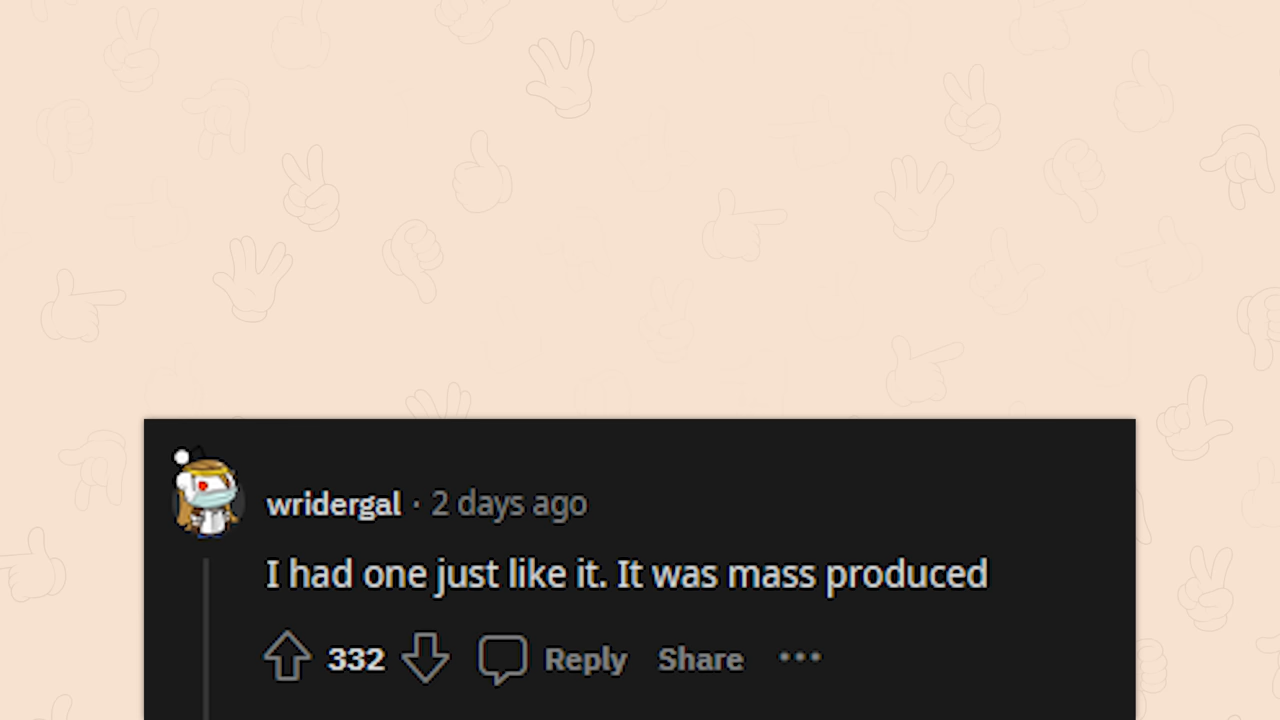 wridergal · 2 days ago
I had one just like it. It was mass produced
332 Reply Share ...